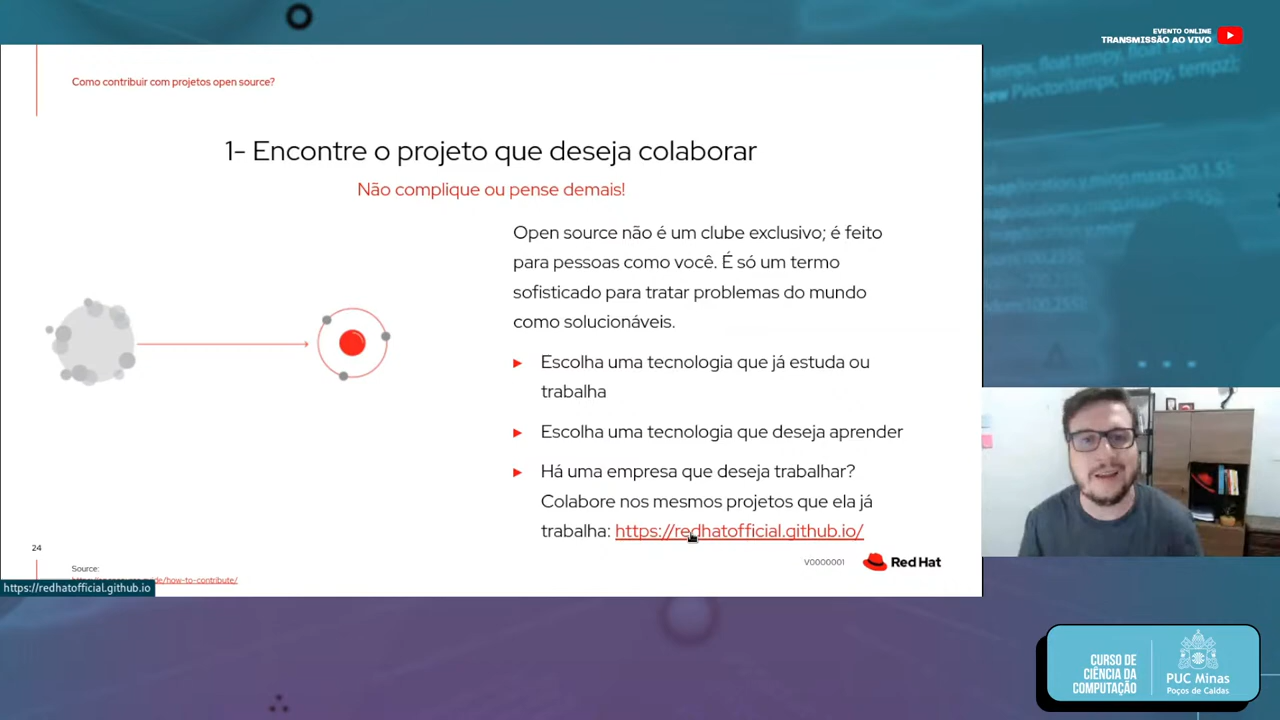 EVENTO ONLINE
TRANSMISSÃO AO VIVO
Como contribuir com projetos open source?
1- Encontre o projeto que deseja colaborar
Não complique ou pense demais!
Open source não é um clube exclusivo; é feito
para pessoas como você. É só um termo
sofisticado para tratar problemas do mundo
como solucionáveis.
▸ Escolha uma tecnologia que já estuda ou
trabalha
▸ Escolha uma tecnologia que deseja aprender
▸ Há uma empresa que deseja trabalhar?
Colabore nos mesmos projetos que ela já
trabalha: https://redhatofficial.github.io/
24
Source:
V0000001
Red Hat
https://redhatofficial.github.io
CURSO DE
CIÊNCIA DA
COMPUTAÇÃO
PUC Minas
Poços de Caldas